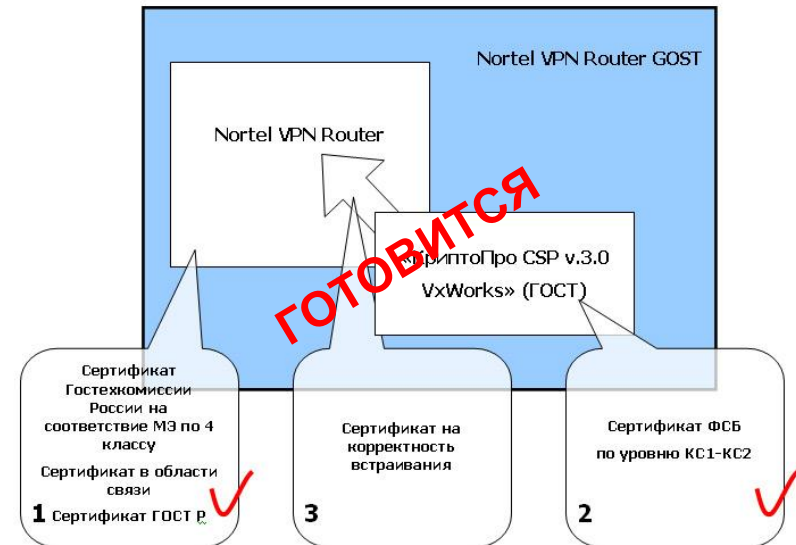 Nortel VPN Router GOST
Nortel VPN Router
ГОТОВИТСЯ
«КриптоПро CSP v.3.0
VxWorks» (ГОСТ)
Сертификат
Гостехкомиссии
России на
соответствие МЭ по 4
классу
Сертификат в области
связи
1 Сертификат ГОСТ Р
Сертификат на
корректность
встраивания
3
Сертификат ФСБ
по уровню КС1-КС2
2